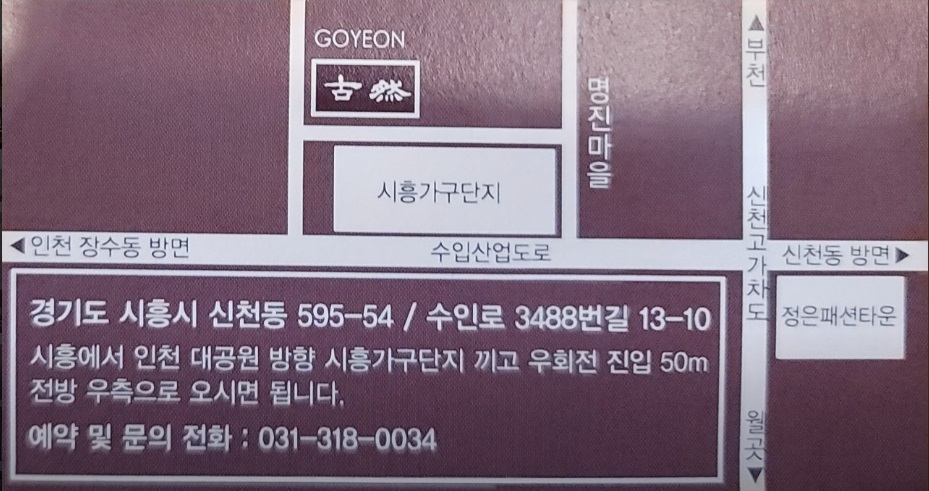 GOYEON
古然
명진마을
▲부천
시흥가구단지
신천고가차도
◀인천 장수동 방면
수입산업도로
신천동 방면▶
정은패션타운
경기도 시흥시 신천동 595-54 / 수인로 3488번길 13-10
시흥에서 인천 대공원 방향 시흥가구단지 끼고 우회전 진입 50m
전방 우측으로 오시면 됩니다.
예약 및 문의 전화 : 031-318-0034
월곳▼